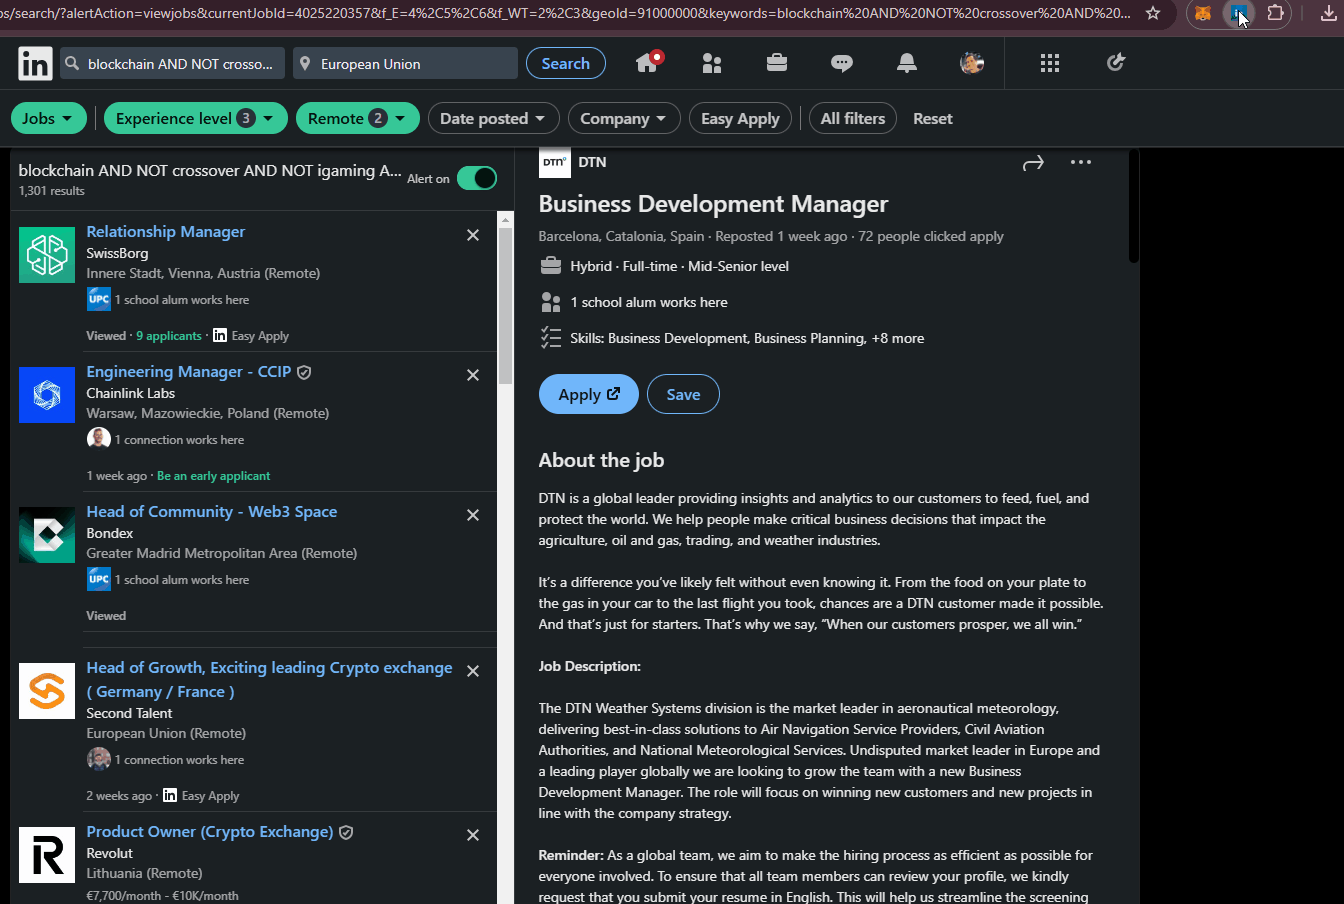 os/search/?alertAction=viewjobs&currentJobId=4025220357&f_E=4%2C5%2C6&f_WT=2%2C3&geoId=91000000&keywords=blockchain%20AND%20NOT%20crossover%20AND%20...
in
blockchain AND NOT crosso...
European Union
Search
Jobs
Experience level 3
Remote 2
Date posted
Company
Easy Apply
All filters
Reset
blockchain AND NOT crossover AND NOT igaming A...
1,301 results
Alert on
Relationship Manager
SwissBorg
Innere Stadt, Vienna, Austria (Remote)
UPC 1 school alum works here
Viewed · 9 applicants · in Easy Apply
Engineering Manager - CCIP
Chainlink Labs
Warsaw, Mazowieckie, Poland (Remote)
1 connection works here
1 week ago · Be an early applicant
Head of Community - Web3 Space
Bondex
Greater Madrid Metropolitan Area (Remote)
UPC 1 school alum works here
Viewed
Head of Growth, Exciting leading Crypto exchange
( Germany / France )
Second Talent
European Union (Remote)
1 connection works here
2 weeks ago · in Easy Apply
R
Product Owner (Crypto Exchange)
Revolut
Lithuania (Remote)
€7,700/month - €10K/month
DTN
DTN
Business Development Manager
Barcelona, Catalonia, Spain · Reposted 1 week ago · 72 people clicked apply
Hybrid · Full-time · Mid-Senior level
1 school alum works here
Skills: Business Development, Business Planning, +8 more
Apply
Save
About the job
DTN is a global leader providing insights and analytics to our customers to feed, fuel, and
protect the world. We help people make critical business decisions that impact the
agriculture, oil and gas, trading, and weather industries.
It's a difference you've likely felt without even knowing it. From the food on your plate to
the gas in your car to the last flight you took, chances are a DTN customer made it possible.
And that's just for starters. That's why we say, "When our customers prosper, we all win."
Job Description:
The DTN Weather Systems division is the market leader in aeronautical meteorology,
delivering best-in-class solutions to Air Navigation Service Providers, Civil Aviation
Authorities, and National Meteorological Services. Undisputed market leader in Europe and
a leading player globally we are looking to grow the team with a new Business
Development Manager. The role will focus on winning new customers and new projects in
line with the company strategy.
Reminder: As a global team, we aim to make the hiring process as efficient as possible for
everyone involved. To ensure that all team members can review your profile, we kindly
request that you submit your resume in English. This will help us streamline the screening